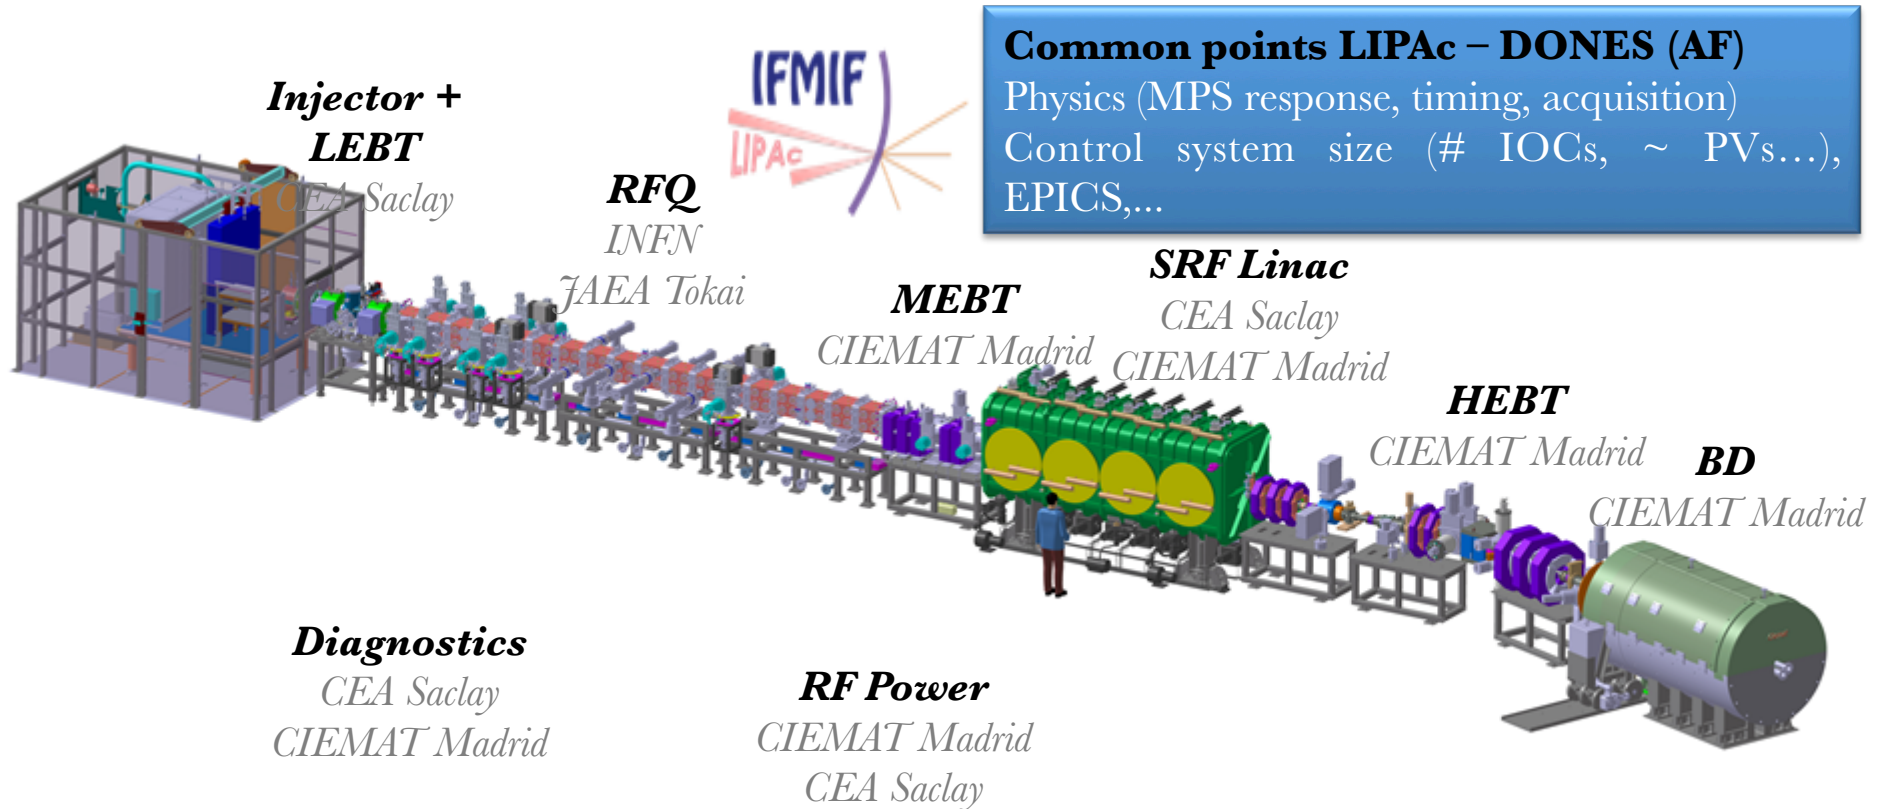 Common points LIPAc – DONES (AF)
Physics (MPS response, timing, acquisition)
Control system size (# IOCs, ~ PVs…),
EPICS,...
IFMIF
LIPAc
Injector +
LEBT
CEA Saclay
RFQ
INFN
JAEA Tokai
MEBT
CIEMAT Madrid
SRF Linac
CEA Saclay
CIEMAT Madrid
HEBT
CIEMAT Madrid
BD
CIEMAT Madrid
Diagnostics
CEA Saclay
CIEMAT Madrid
RF Power
CIEMAT Madrid
CEA Saclay